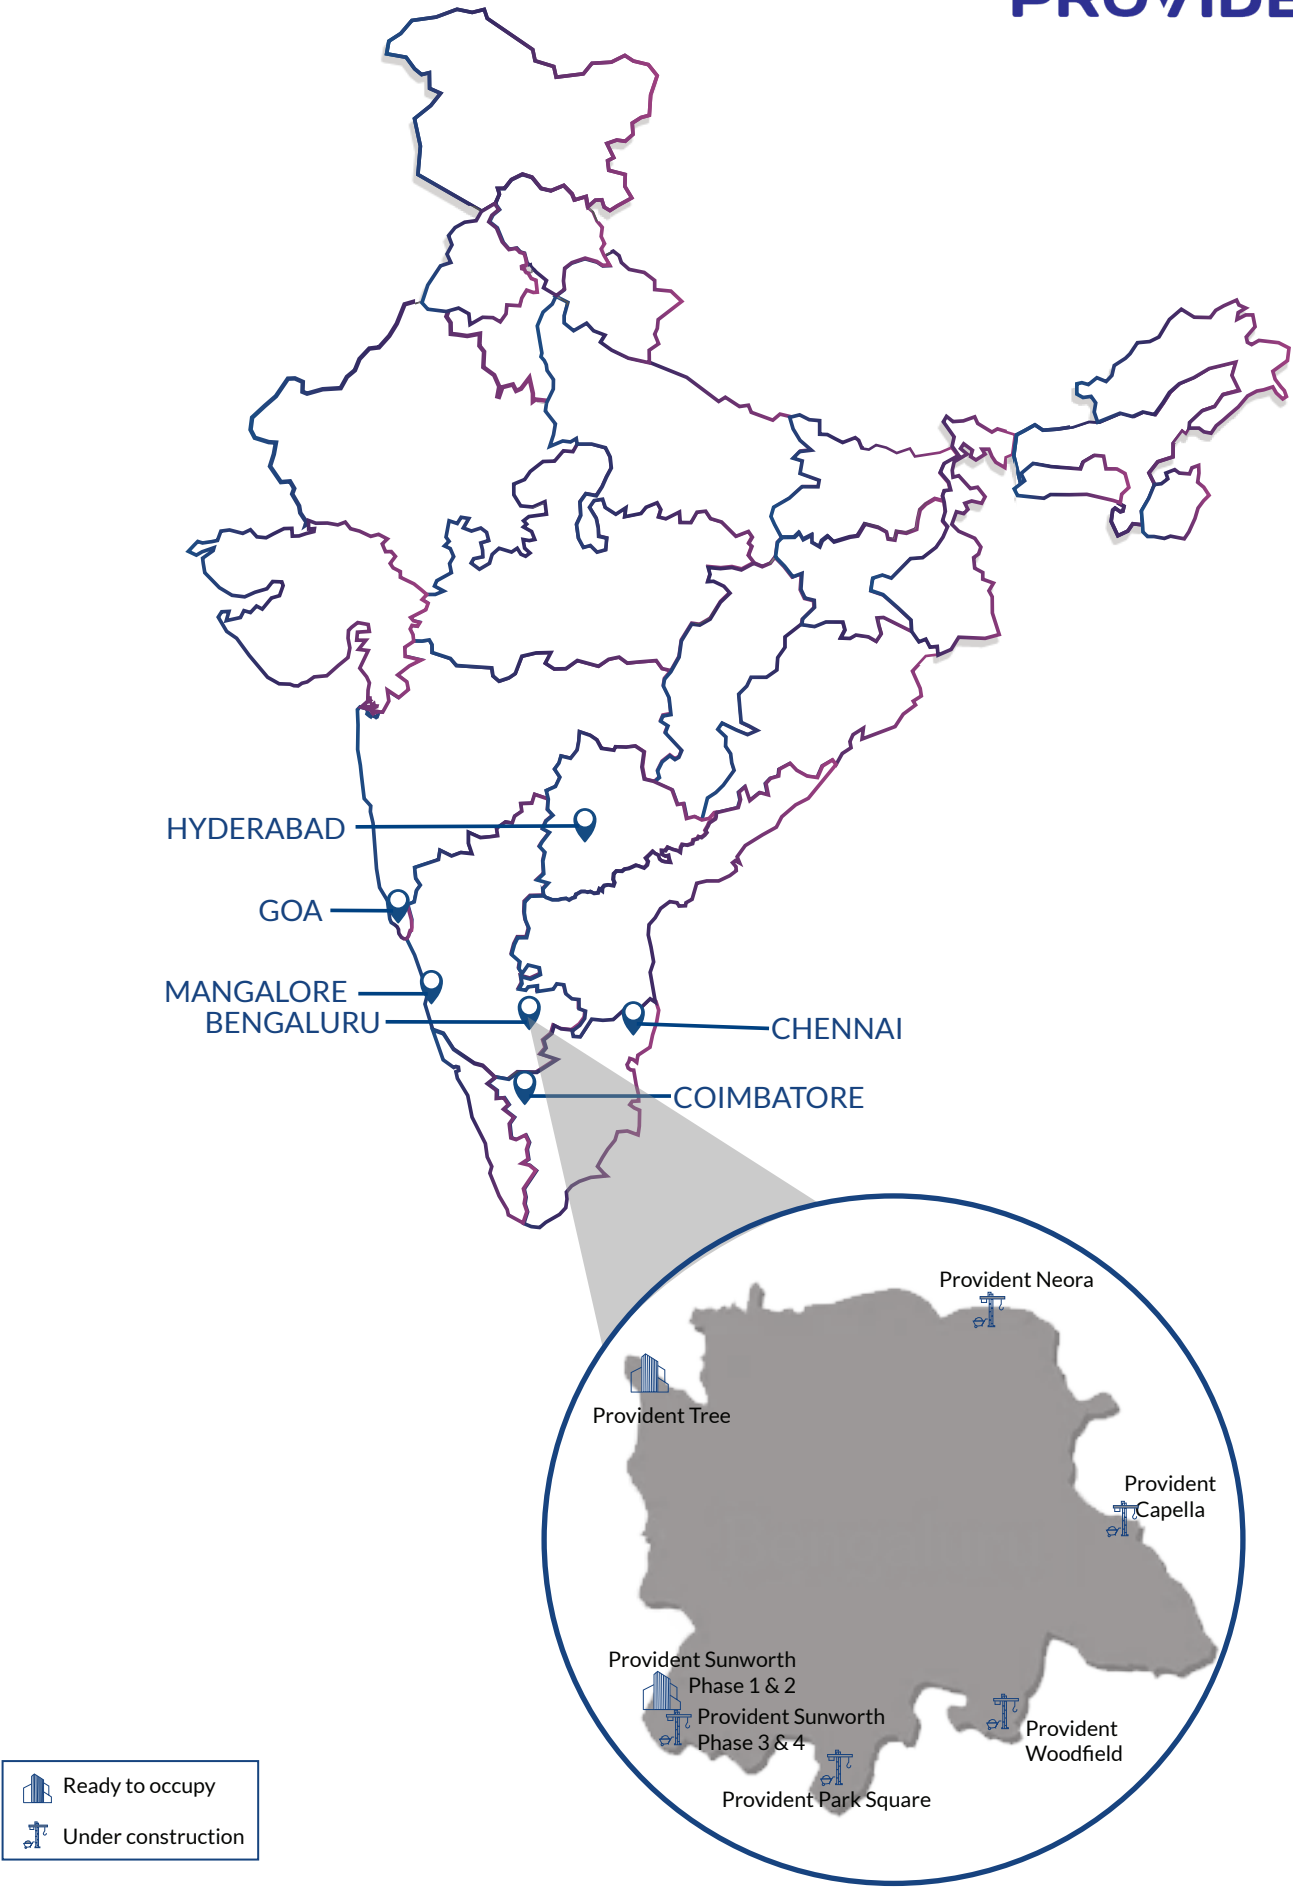 HYDERABAD
GOA
MANGALORE
BENGALURU
CHENNAI
COIMBATORE
Provident Neora
Provident Tree
Provident
Capella
Provident Sunworth
Phase 1 & 2
Provident Sunworth
Phase 3 & 4
Provident
Woodfield
Provident Park Square
Ready to occupy
Under construction